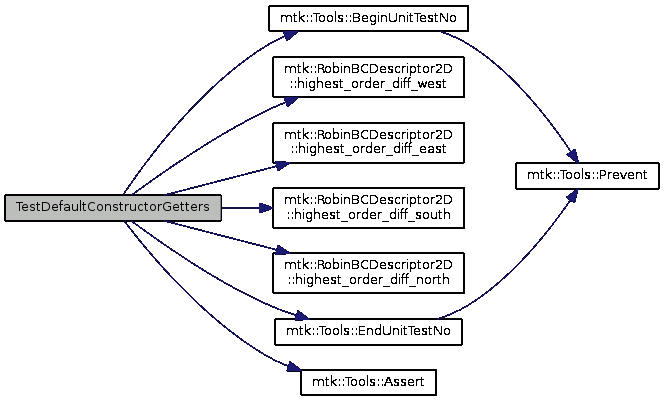 mtk::Tools::BeginUnitTestNo
mtk::RobinBCDescriptor2D
::highest_order_diff_west
mtk::RobinBCDescriptor2D
::highest_order_diff_east
mtk::Tools::Prevent
TestDefaultConstructorGetters
mtk::RobinBCDescriptor2D
::highest_order_diff_south
mtk::RobinBCDescriptor2D
::highest_order_diff_north
mtk::Tools::EndUnitTestNo
mtk::Tools::Assert